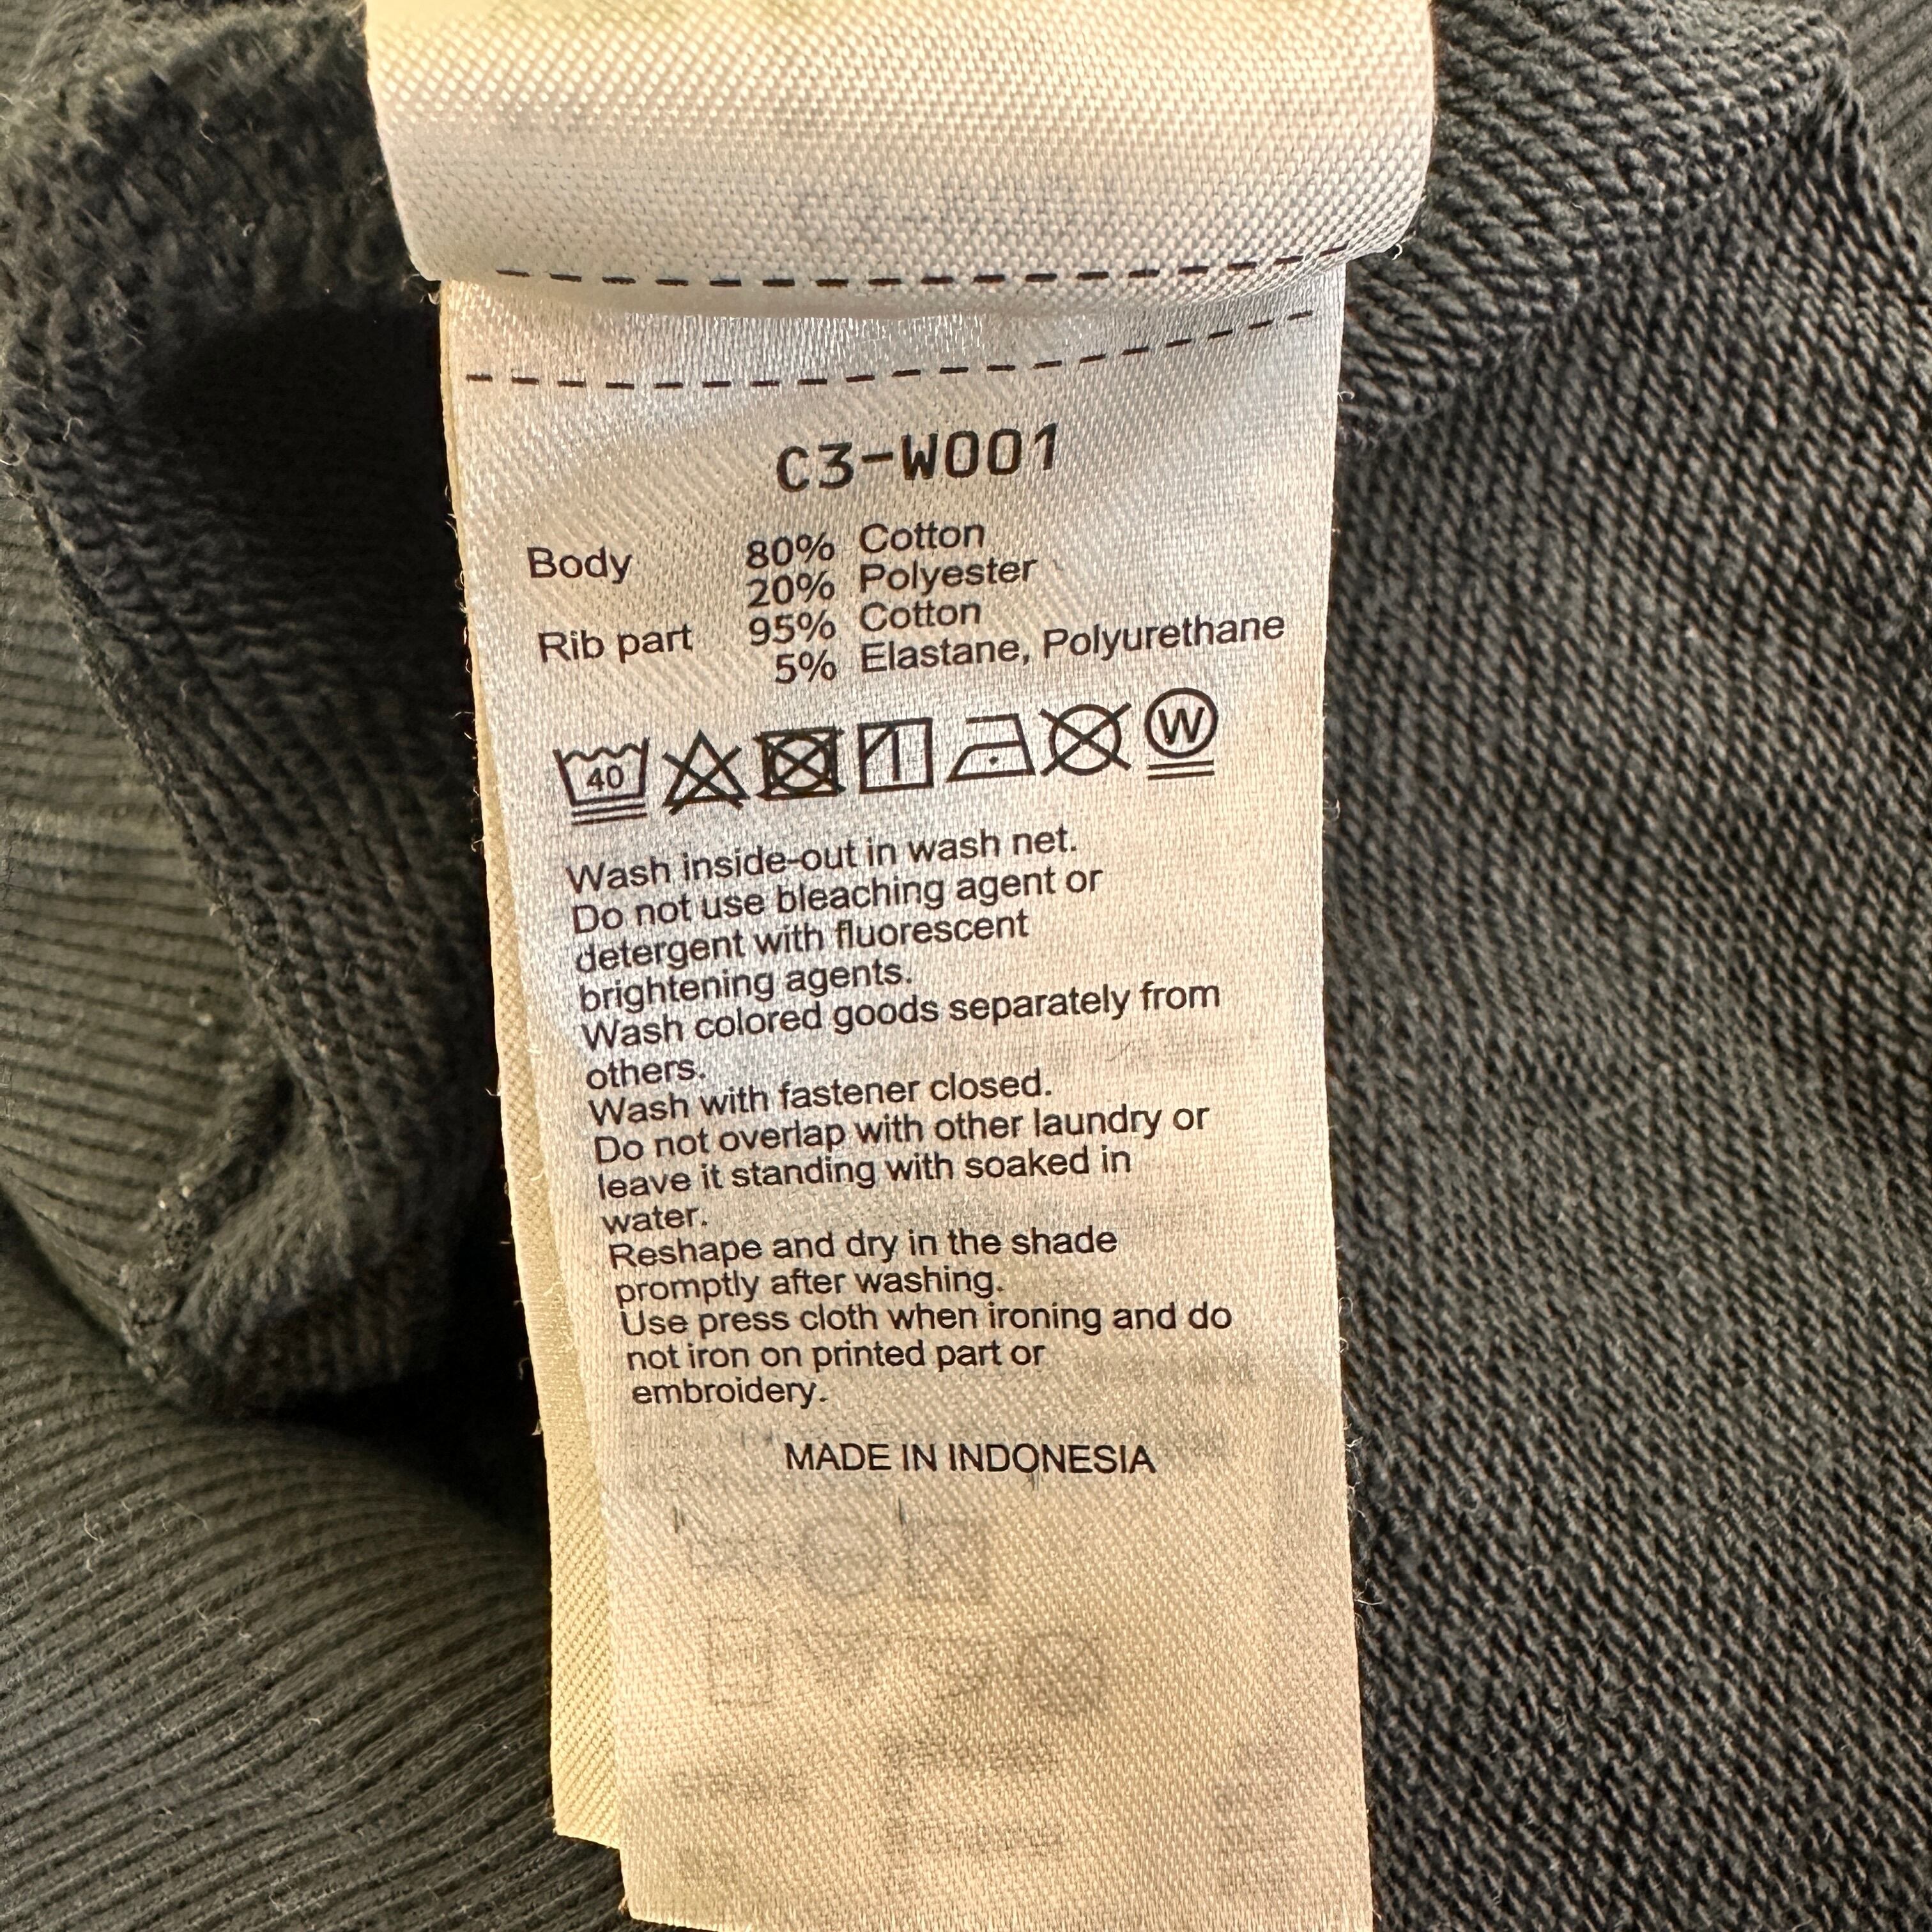 C3-W001
Body 80% Cotton
20% Polyester
Rib part 95% Cotton
5% Elastane, Polyurethane
40 W
Wash inside-out in wash net.
Do not use bleaching agent or
detergent with fluorescent
brightening agents.
Wash colored goods separately from
others.
Wash with fastener closed.
Do not overlap with other laundry or
leave it standing with soaked in
water.
Reshape and dry in the shade
promptly after washing.
Use press cloth when ironing and do
not iron on printed part or
embroidery.
MADE IN INDONESIA